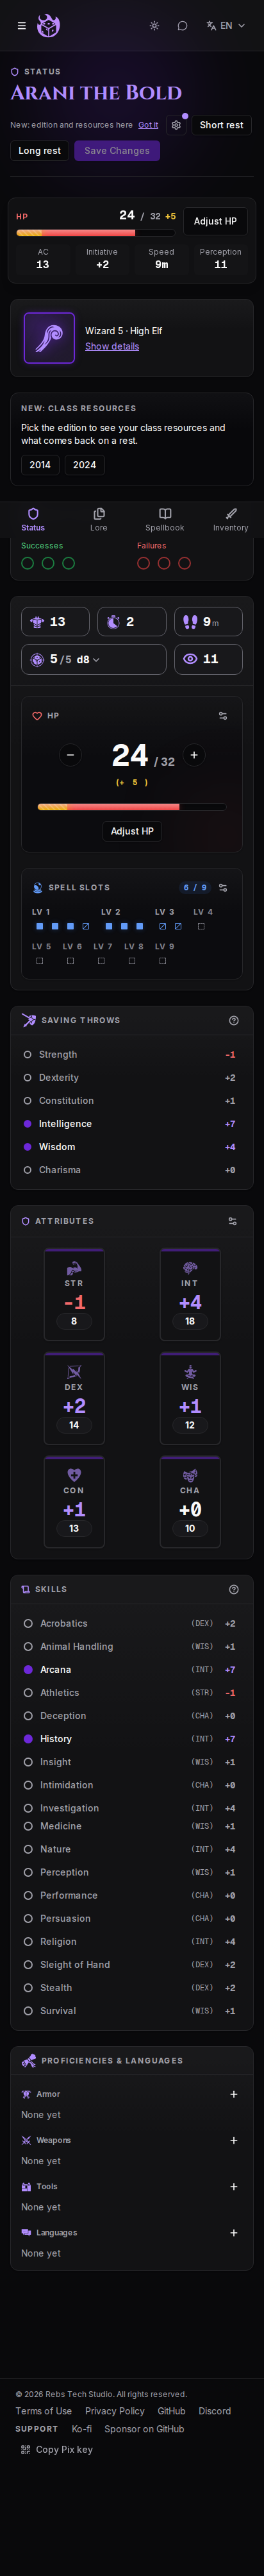 EN
STATUS
Arani the Bold
New: edition and resources here Got it
Short rest
Long rest
Save Changes
HP
24 / 32 +5
Adjust HP
AC
13
Initiative
+2
Speed
9m
Perception
11
Wizard 5 · High Elf
Show details
NEW: CLASS RESOURCES
Pick the edition to see your class resources and
what comes back on a rest.
2014
2024
Status
Lore
Spellbook
Inventory
Successes
Failures
13
2
9m
5/5 d8
11
HP
24 /32
(+ 5 )
Adjust HP
SPELL SLOTS
6 / 9
LV 1
LV 2
LV 3
LV 4
LV 5
LV 6
LV 7
LV 8
LV 9
SAVING THROWS
Strength -1
Dexterity +2
Constitution +1
Intelligence +7
Wisdom +4
Charisma +0
ATTRIBUTES
STR
-1
8
INT
+4
18
DEX
+2
14
WIS
+1
12
CON
+1
13
CHA
+0
10
SKILLS
Acrobatics (DEX) +2
Animal Handling (WIS) +1
Arcana (INT) +7
Athletics (STR) -1
Deception (CHA) +0
History (INT) +7
Insight (WIS) +1
Intimidation (CHA) +0
Investigation (INT) +4
Medicine (WIS) +1
Nature (INT) +4
Perception (WIS) +1
Performance (CHA) +0
Persuasion (CHA) +0
Religion (INT) +4
Sleight of Hand (DEX) +2
Stealth (DEX) +2
Survival (WIS) +1
PROFICIENCIES & LANGUAGES
Armor
None yet
Weapons
None yet
Tools
None yet
Languages
None yet
© 2026 Rebs Tech Studio. All rights reserved.
Terms of Use
Privacy Policy
GitHub
Discord
SUPPORT
Ko-fi
Sponsor on GitHub
Copy Pix key